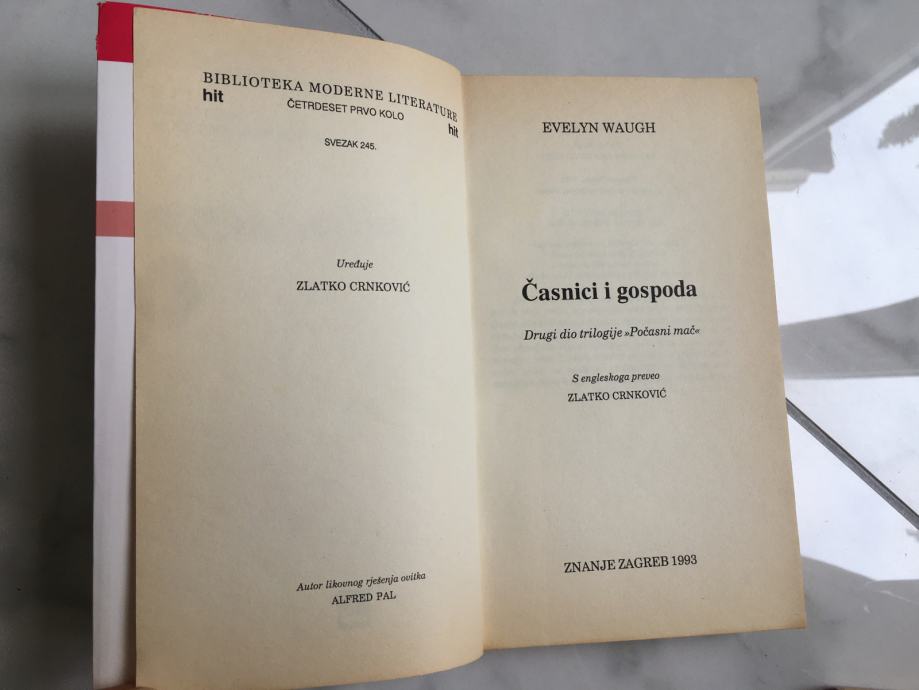 BIBLIOTEKA MODERNE LITERATURE
hit
ČETRDESET PRVO KOLO
hit
SVEZAK 245.
Uređuje
ZLATKO CRNKOVIĆ
Autor likovnog rješenja ovitka
ALFRED PAL
EVELYN WAUGH
Časnici i gospoda
Drugi dio trilogije »Počasni mač«
S engleskoga preveo
ZLATKO CRNKOVIĆ
ZNANJE ZAGREB 1993